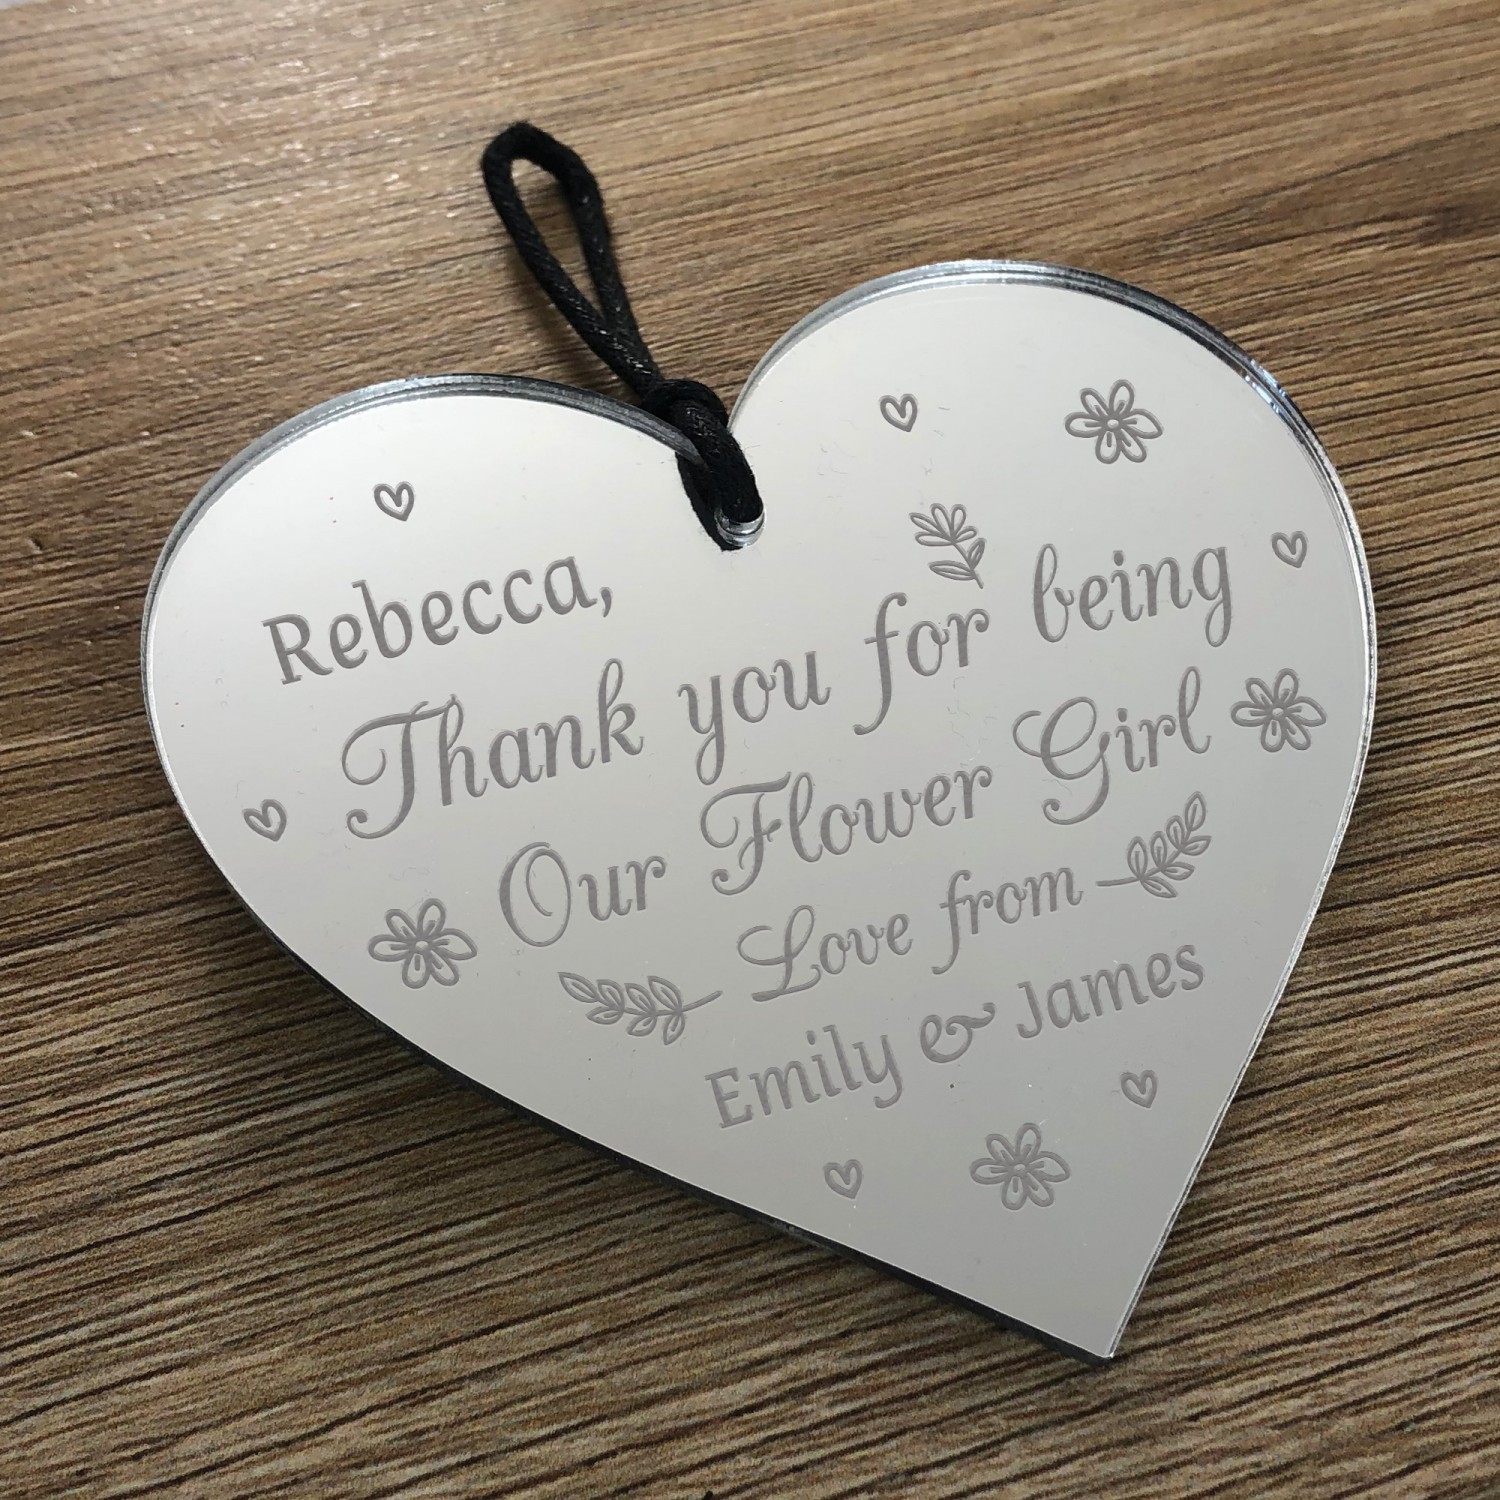 Rebecca,
Thank you for being
Our Flower Girl
Love from
Emily & James